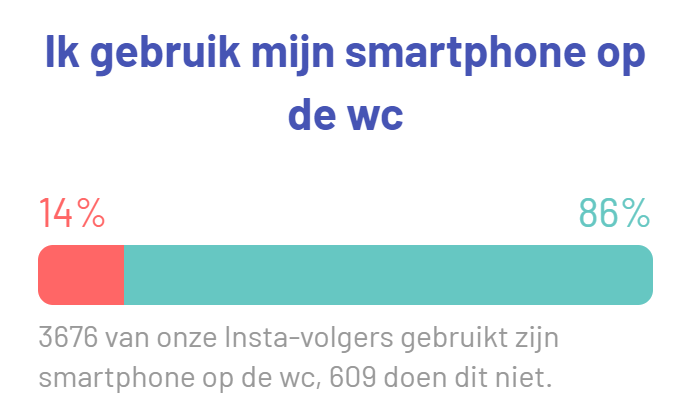 Ik gebruik mijn smartphone op
de wc
14% 86%
3676 van onze Insta-volgers gebruikt zijn
smartphone op de wc, 609 doen dit niet.